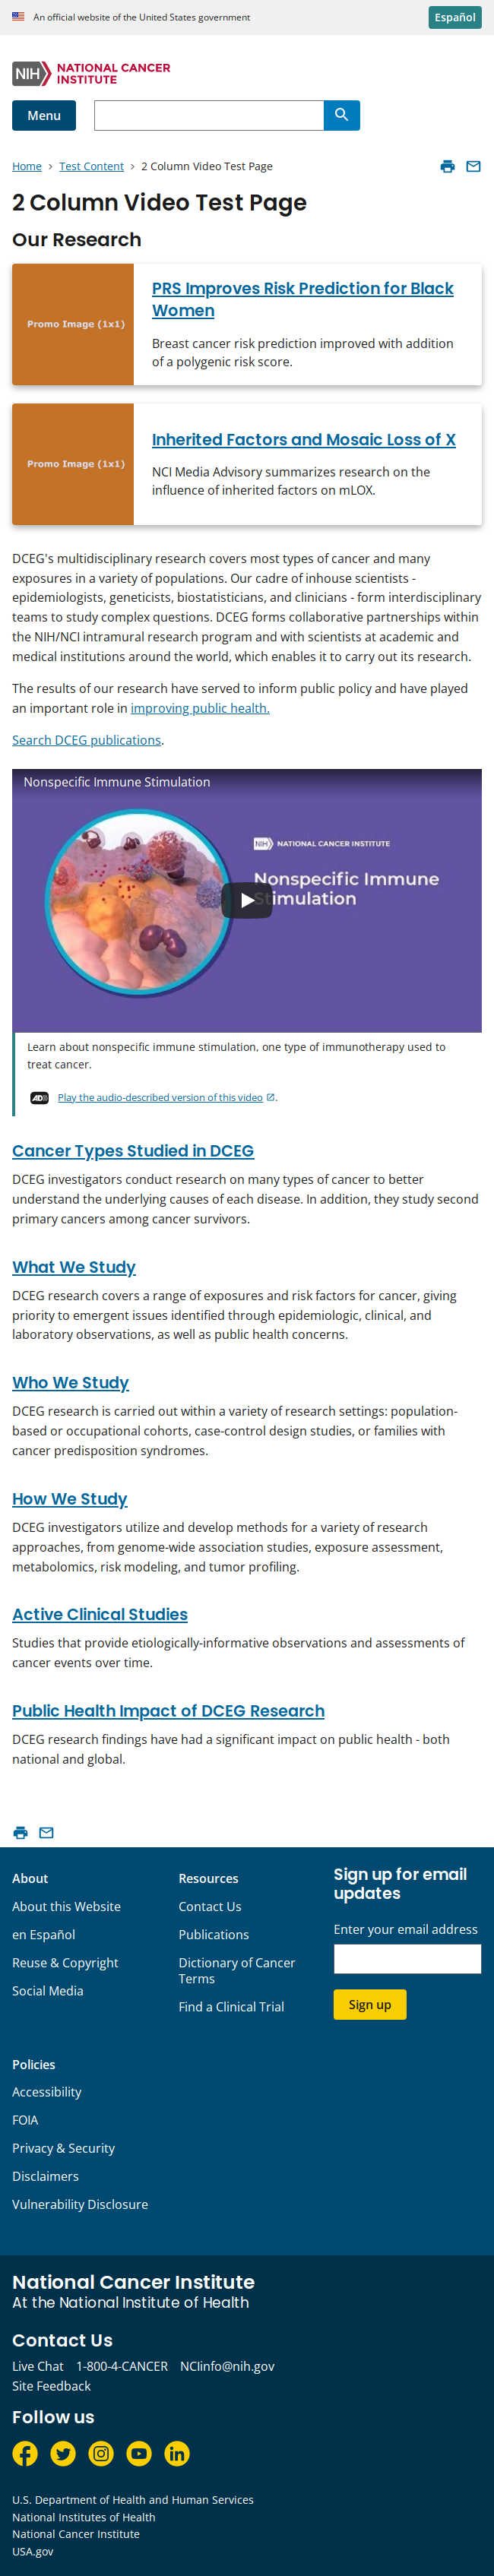 An official website of the United States government
Español
NIH NATIONAL CANCER
INSTITUTE
Menu
Home > Test Content > 2 Column Video Test Page
2 Column Video Test Page
Our Research
Promo Image (1x1)
PRS Improves Risk Prediction for Black
Women
Breast cancer risk prediction improved with addition
of a polygenic risk score.
Promo Image (1x1)
Inherited Factors and Mosaic Loss of X
NCI Media Advisory summarizes research on the
influence of inherited factors on mLOX.
DCEG's multidisciplinary research covers most types of cancer and many
exposures in a variety of populations. Our cadre of inhouse scientists -
epidemiologists, geneticists, biostatisticians, and clinicians - form interdisciplinary
teams to study complex questions. DCEG forms collaborative partnerships within
the NIH/NCI intramural research program and with scientists at academic and
medical institutions around the world, which enables it to carry out its research.
The results of our research have served to inform public policy and have played
an important role in improving public health.
Search DCEG publications.
Nonspecific Immune Stimulation
NIH NATIONAL CANCER INSTITUTE
Nonspecific Immune
Stimulation
Learn about nonspecific immune stimulation, one type of immunotherapy used to
treat cancer.
AD Play the audio-described version of this video.
Cancer Types Studied in DCEG
DCEG investigators conduct research on many types of cancer to better
understand the underlying causes of each disease. In addition, they study second
primary cancers among cancer survivors.
What We Study
DCEG research covers a range of exposures and risk factors for cancer, giving
priority to emergent issues identified through epidemiologic, clinical, and
laboratory observations, as well as public health concerns.
Who We Study
DCEG research is carried out within a variety of research settings: population-
based or occupational cohorts, case-control design studies, or families with
cancer predisposition syndromes.
How We Study
DCEG investigators utilize and develop methods for a variety of research
approaches, from genome-wide association studies, exposure assessment,
metabolomics, risk modeling, and tumor profiling.
Active Clinical Studies
Studies that provide etiologically-informative observations and assessments of
cancer events over time.
Public Health Impact of DCEG Research
DCEG research findings have had a significant impact on public health - both
national and global.
About
About this Website
en Español
Reuse & Copyright
Social Media
Resources
Contact Us
Publications
Dictionary of Cancer
Terms
Find a Clinical Trial
Sign up for email
updates
Enter your email address
Sign up
Policies
Accessibility
FOIA
Privacy & Security
Disclaimers
Vulnerability Disclosure
National Cancer Institute
At the National Institute of Health
Contact Us
Live Chat 1-800-4-CANCER NCIinfo@nih.gov
Site Feedback
Follow us
U.S. Department of Health and Human Services
National Institutes of Health
National Cancer Institute
USA.gov